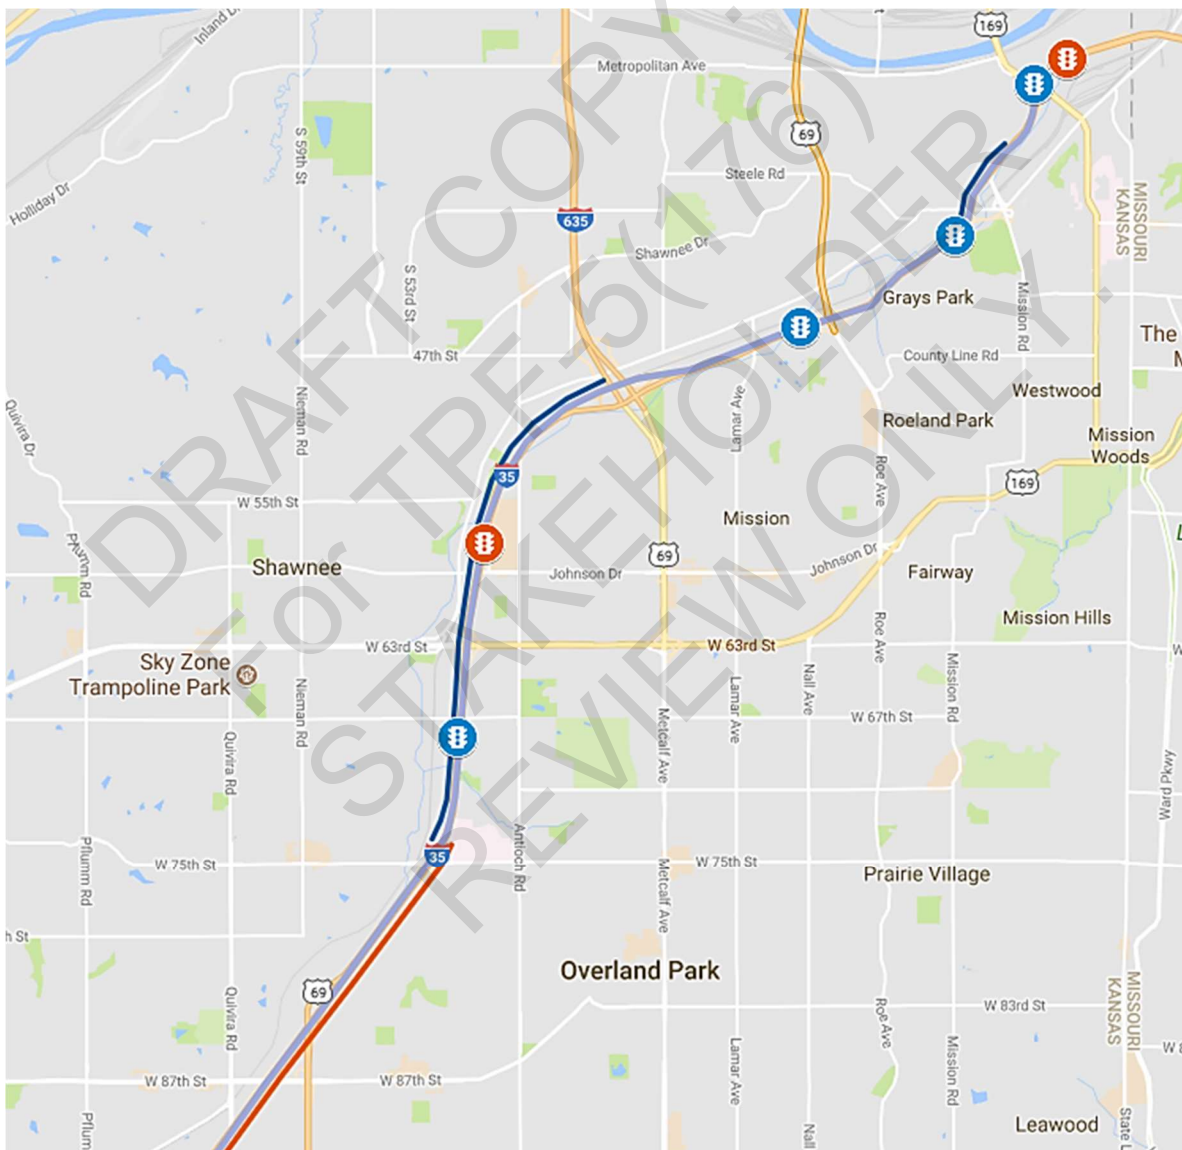 169
Inland Dr
Metropolitan Ave
69
S 59th St
Steele Rd
Holliday Dr
MISSOURI
KANSAS
635
Shawnee Dr
S 53rd St
Grays Park
Mission Rd
The
47th St
County Line Rd
Westwood
Nieman Rd
Lamar Ave
Quivira Dr
Roeland Park
Mission
Woods
35
Roe Ave
169
W 55th St
Mission
69
Johnson Dr
Pflumm Rd
Shawnee
Johnson Dr
Fairway
Mission Hills
W 63rd St
W 63rd St
Roe Ave
Sky Zone
Trampoline Park
Nieman Rd
Lamar Ave
Nall Ave
Mission Rd
W 67th St
Quivira Rd
Metcalf Ave
Ward Pkwy
35
Antioch Rd
W 75th St
W 75th St
Pflumm Rd
Metcalf Ave
Prairie Village
h St
Overland Park
69
Quivira Rd
W 83rd St
Roe Ave
MISSOURI
KANSAS
W 87th St
W 87th St
Lamar Ave
Mission Rd
Leawood
Pflum
Nall
State L
DRAFT COPY.
For TPF-5(176)
STAKEHOLDER
REVIEW ONLY.